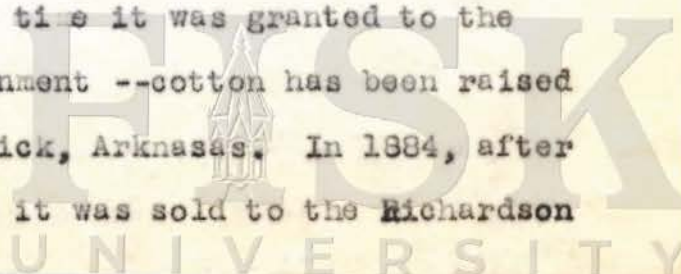 ti e it was granted to the
nment --cotton has been raised
ick, Arknasas. In 1884, after
it was sold to the Richardson
FISK
UNIVERSITY